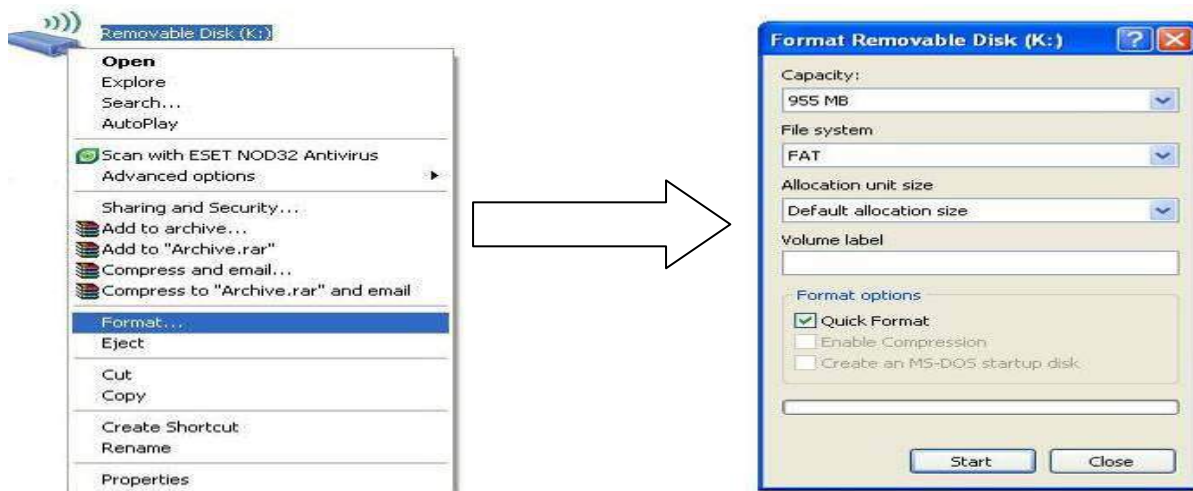 Removable Disk (K:)
Open
Explore
Search...
AutoPlay
Scan with ESET NOD32 Antivirus
Advanced options
Sharing and Security...
Add to archive...
Add to "Archive.rar"
Compress and email...
Compress to "Archive.rar" and email
Format...
Eject
Cut
Copy
Create Shortcut
Rename
Properties
Format Removable Disk (K:)
Capacity:
955 MB
File system
FAT
Allocation unit size
Default allocation size
Volume label
Format options
Quick Format
Enable Compression
Create an MS-DOS startup disk
Start
Close